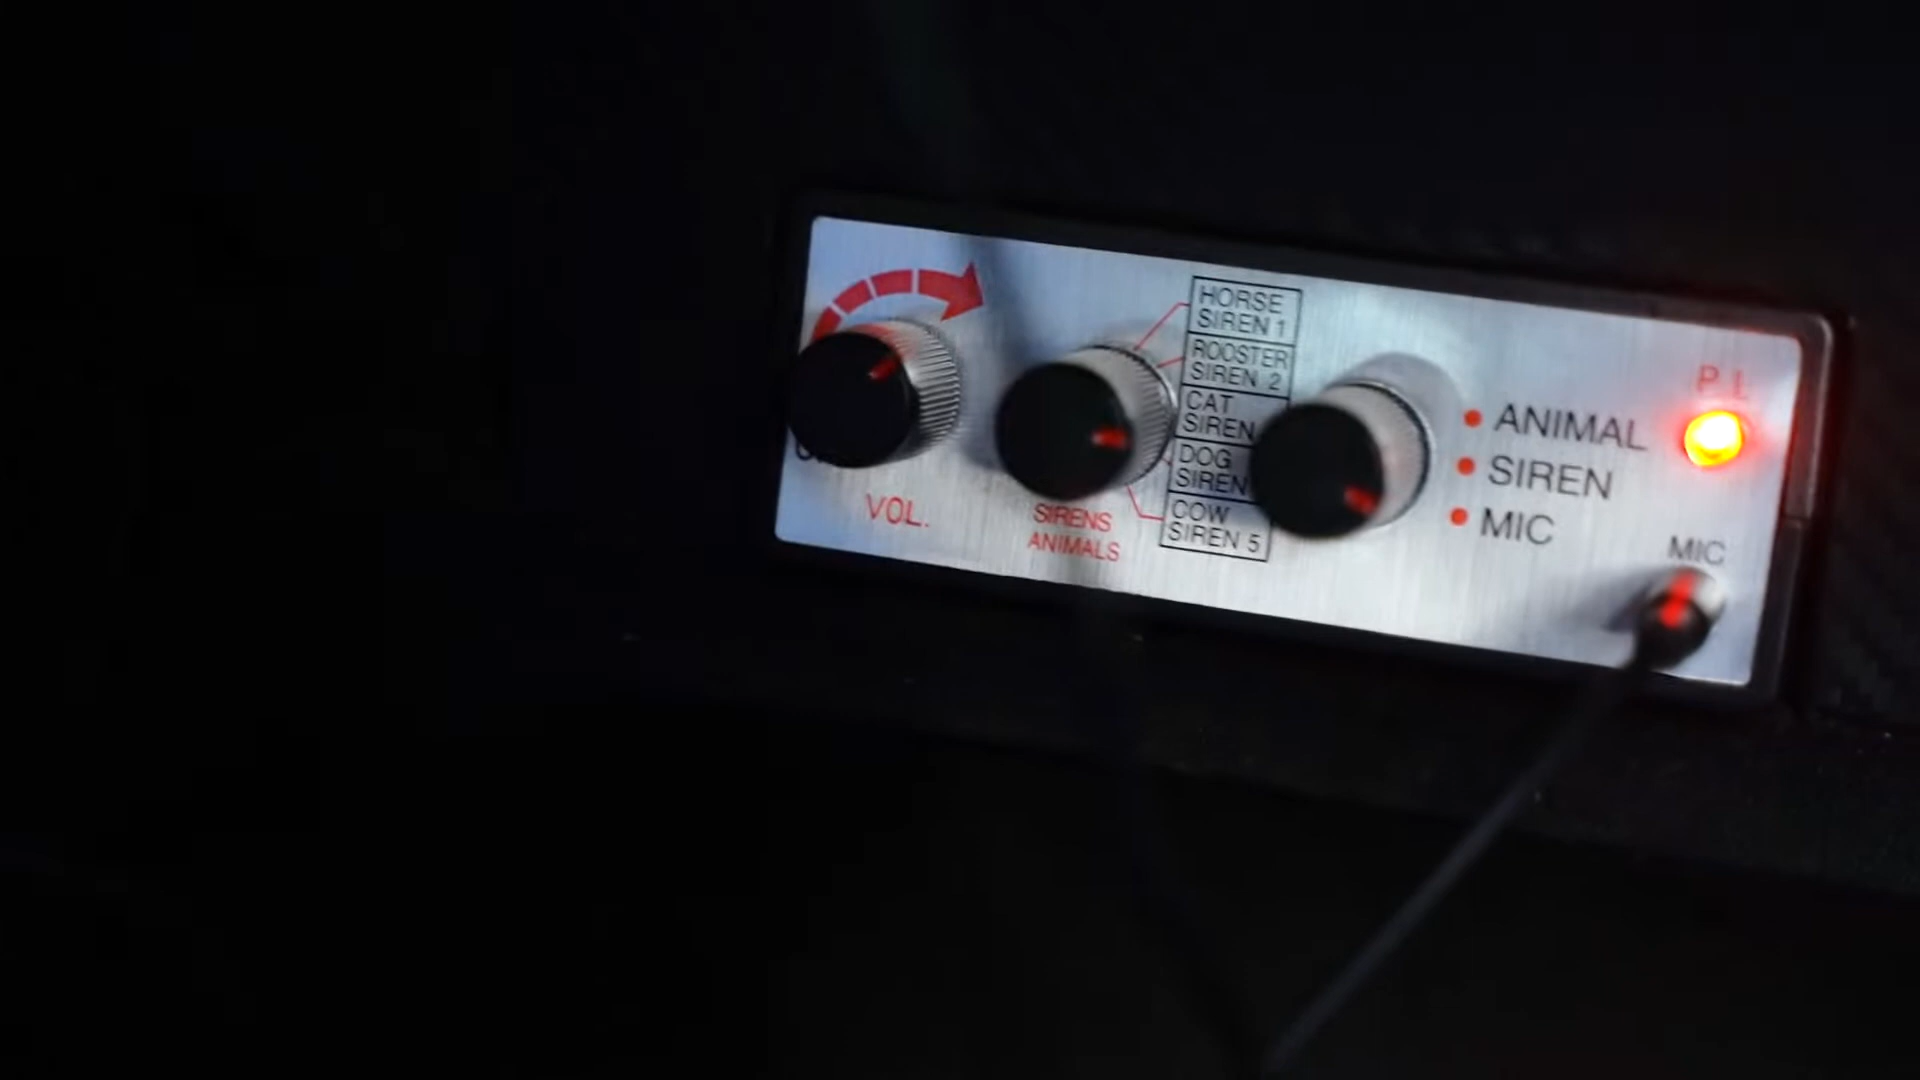 HORSE
SIREN 1
ROOSTER
SIREN 2
CAT
SIREN
DOG
SIREN
COW
SIREN 5
VOL.
SIRENS
ANIMALS
ANIMAL
SIREN
MIC
P.L.
MIC